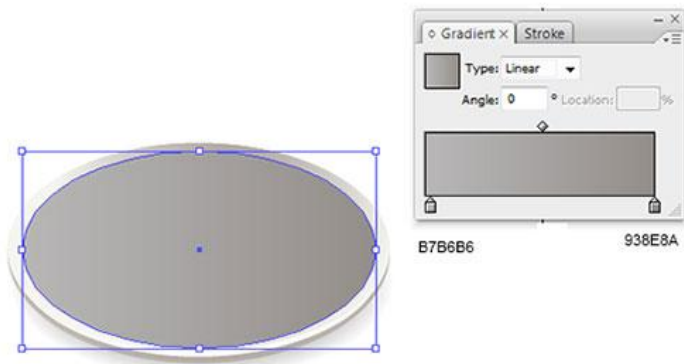 Gradient × Stroke
Type: Linear
Angle: 0 ° Location: %
B7B6B6 938E8A